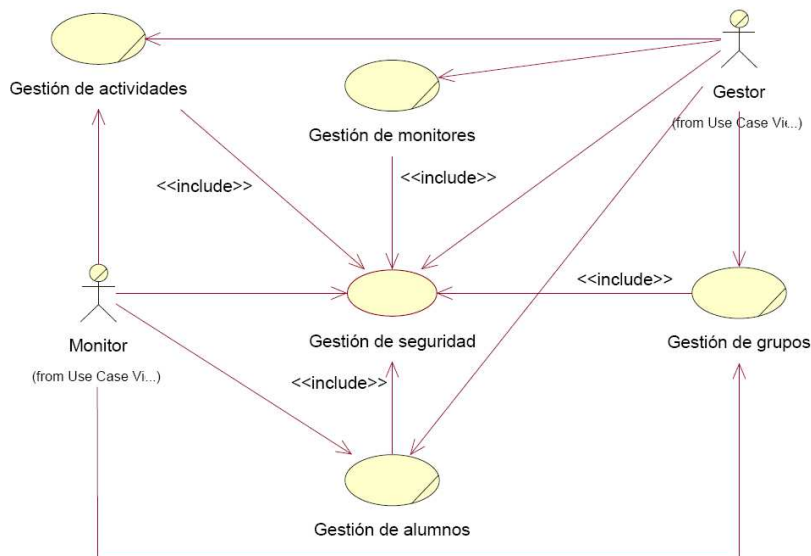 Gestión de actividades
Gestión de monitores
Gestor
(from Use Case Vie...)
<<include>>
<<include>>
<<include>>
Monitor
(from Use Case Vi...)
Gestión de seguridad
Gestión de grupos
<<include>>
Gestión de alumnos